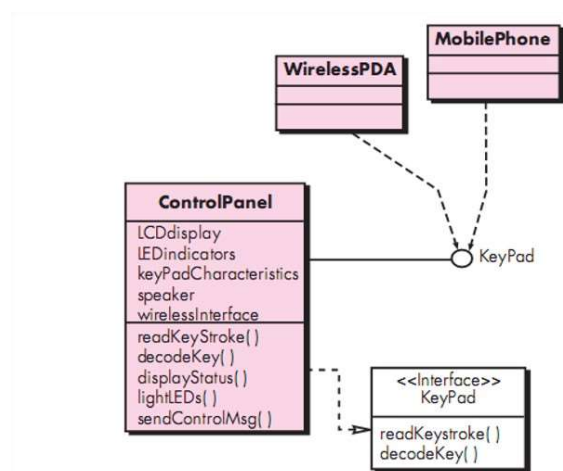 MobilePhone
WirelessPDA
ControlPanel
LCDdisplay
LEDindicators
keyPadCharacteristics
speaker
wirelessInterface
readKeyStroke( )
decodeKey( )
displayStatus( )
lightLEDs( )
sendControlMsg( )
KeyPad
<<Interface>>
KeyPad
readKeystroke( )
decodeKey( )